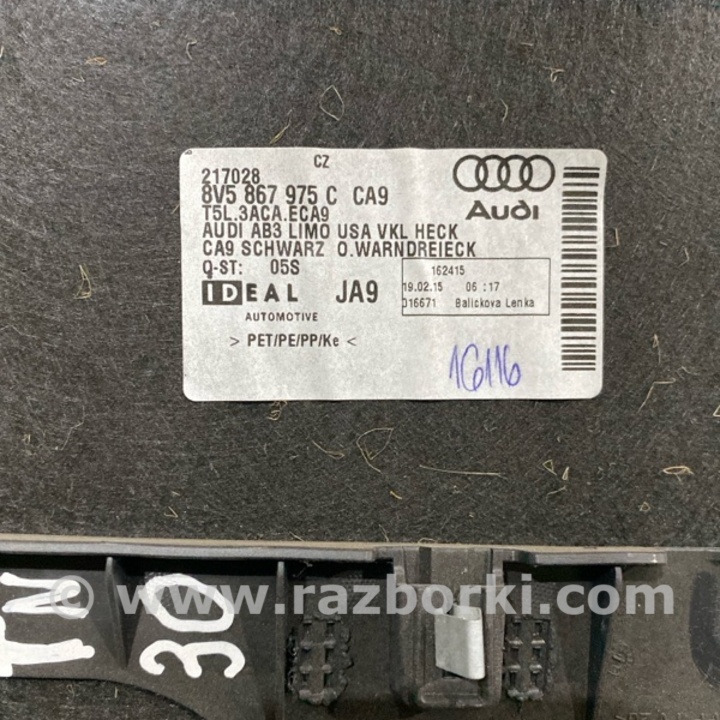 CZ
217028
8V5 867 975 C CA9
T5L.3ACA.ECA9
AUDI AB3 LIMO USA VKL HECK
CA9 SCHWARZ O.WARNDREIECK
Q-ST: 05S
IDEAL JA9
AUTOMOTIVE
> PET/PE/PP/Ke <
Audi
162415
19.02.15 06:17
016671 Balickova Lenka
16116
© www.razborki.com
TN
30